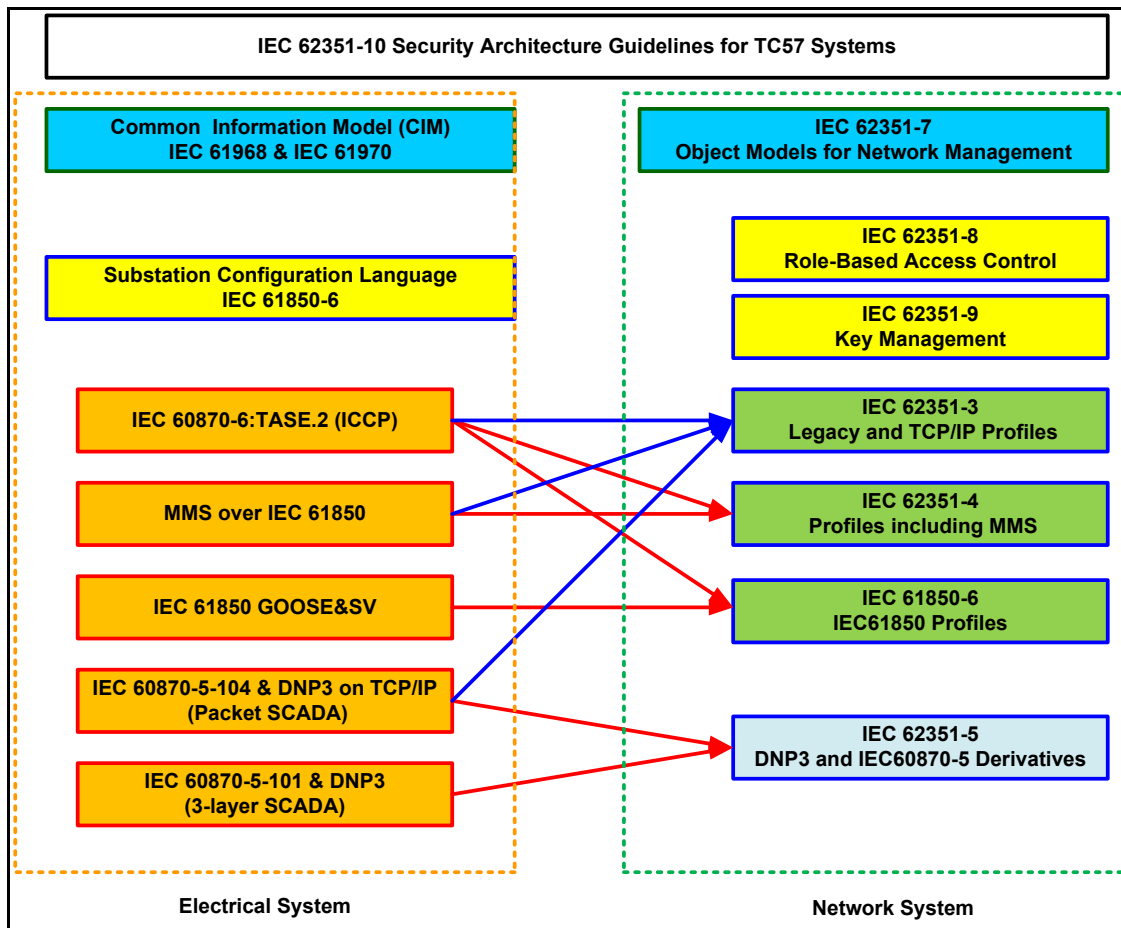 IEC 62351-10 Security Architecture Guidelines for TC57 Systems
Common Information Model (CIM)
IEC 61968 & IEC 61970
Substation Configuration Language
IEC 61850-6
IEC 60870-6:TASE.2 (ICCP)
MMS over IEC 61850
IEC 61850 GOOSE&SV
IEC 60870-5-104 & DNP3 on TCP/IP
(Packet SCADA)
IEC 60870-5-101 & DNP3
(3-layer SCADA)
Electrical System
IEC 62351-7
Object Models for Network Management
IEC 62351-8
Role-Based Access Control
IEC 62351-9
Key Management
IEC 62351-3
Legacy and TCP/IP Profiles
IEC 62351-4
Profiles including MMS
IEC 61850-6
IEC61850 Profiles
IEC 62351-5
DNP3 and IEC60870-5 Derivatives
Network System